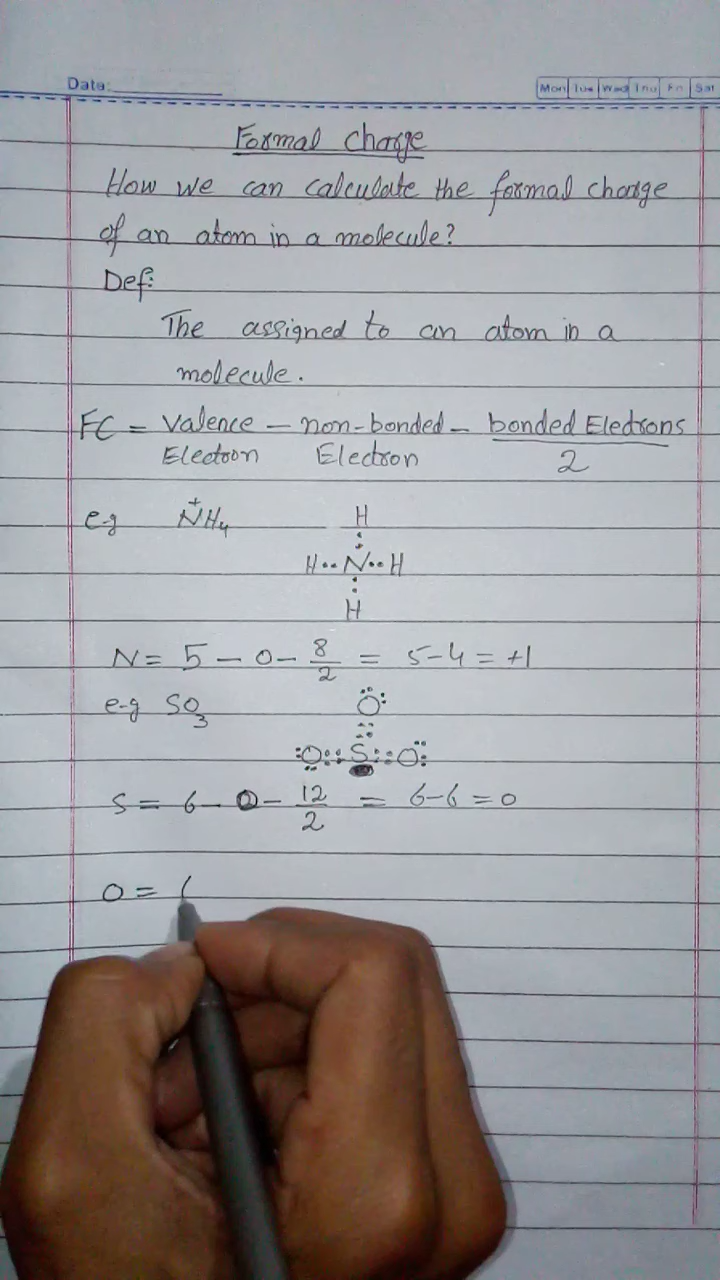 Date:
Mon Tue Wed Thu Fri Sat
Formal charge
How we can calculate the formal charge
of an atom in a molecule?
Def:
The assigned to an atom in a
molecule.
FC = Valence – non-bonded – bonded Electrons
Electron Electron 2
e-g N⁺H₄ H
H••N••H
H
N = 5 – 0 – 8/2 = 5–4 = +1
e-g SO₃ :Ö:
:O::S::O:
S = 6 – 0 – 12/2 = 6–6 = 0
O = (